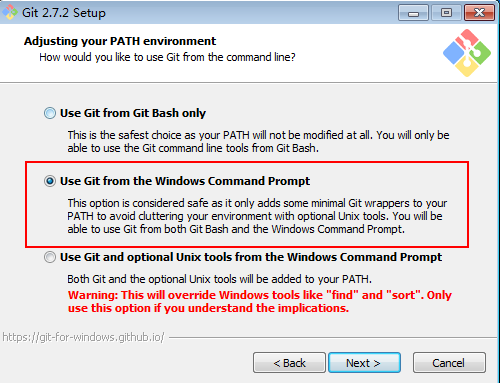 Git 2.7.2 Setup
Adjusting your PATH environment
How would you like to use Git from the command line?
Use Git from Git Bash only
This is the safest choice as your PATH will not be modified at all. You will only be
able to use the Git command line tools from Git Bash.
Use Git from the Windows Command Prompt
This option is considered safe as it only adds some minimal Git wrappers to your
PATH to avoid cluttering your environment with optional Unix tools. You will be
able to use Git from both Git Bash and the Windows Command Prompt.
Use Git and optional Unix tools from the Windows Command Prompt
Both Git and the optional Unix tools will be added to your PATH.
Warning: This will override Windows tools like "find" and "sort". Only
use this option if you understand the implications.
https://git-for-windows.github.io/
< Back Next > Cancel